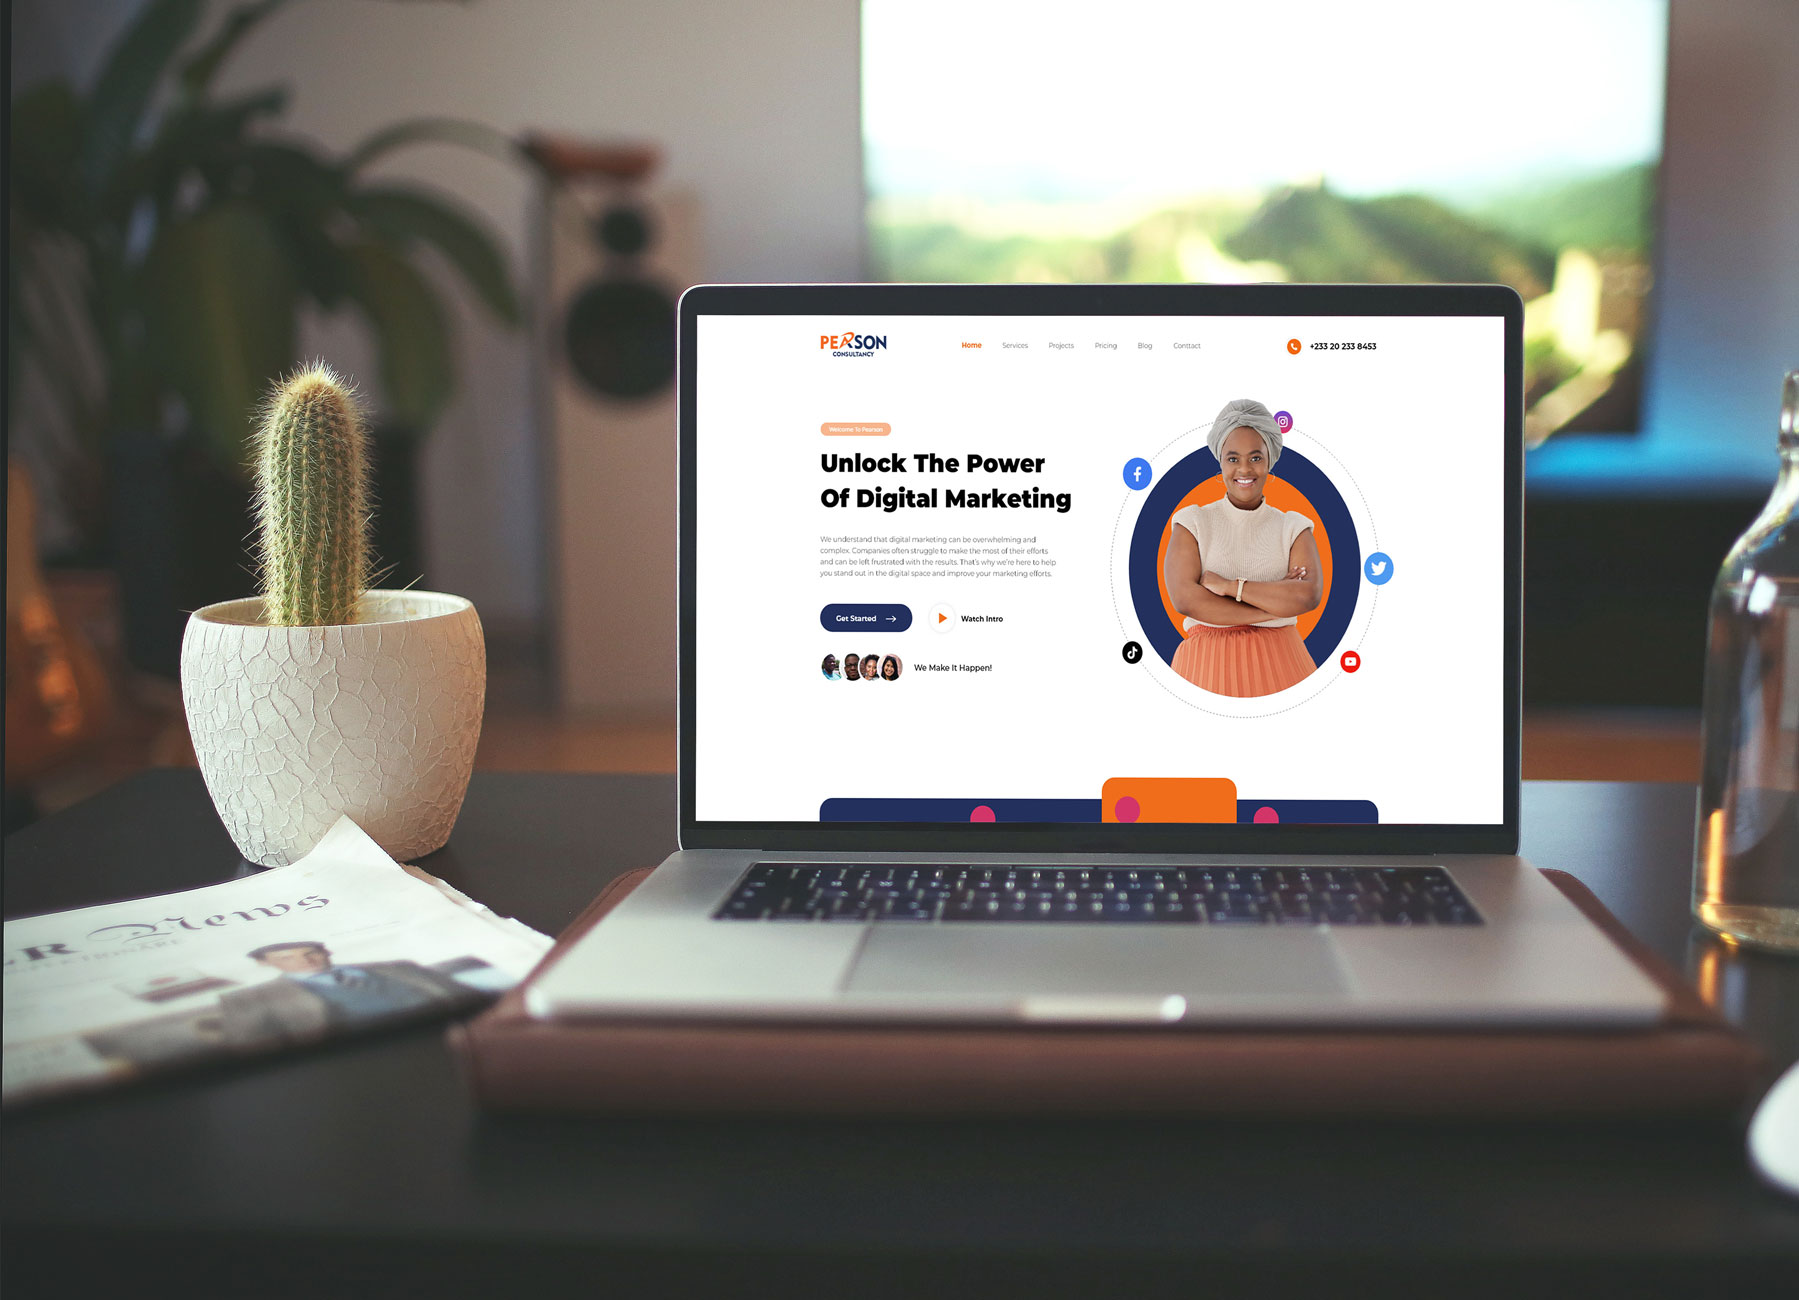 PEARSON
CONSULTANCY
Home
Services
Projects
Pricing
Blog
Conttact
+233 20 233 8453
Welcome To Pearson
Unlock The Power
Of Digital Marketing
We understand that digital marketing can be overwhelming and
complex. Companies often struggle to make the most of their efforts
and can be left frustrated with the results. That's why we're here to help
you stand out in the digital space and improve your marketing efforts.
Get Started
Watch Intro
We Make It Happen!
News